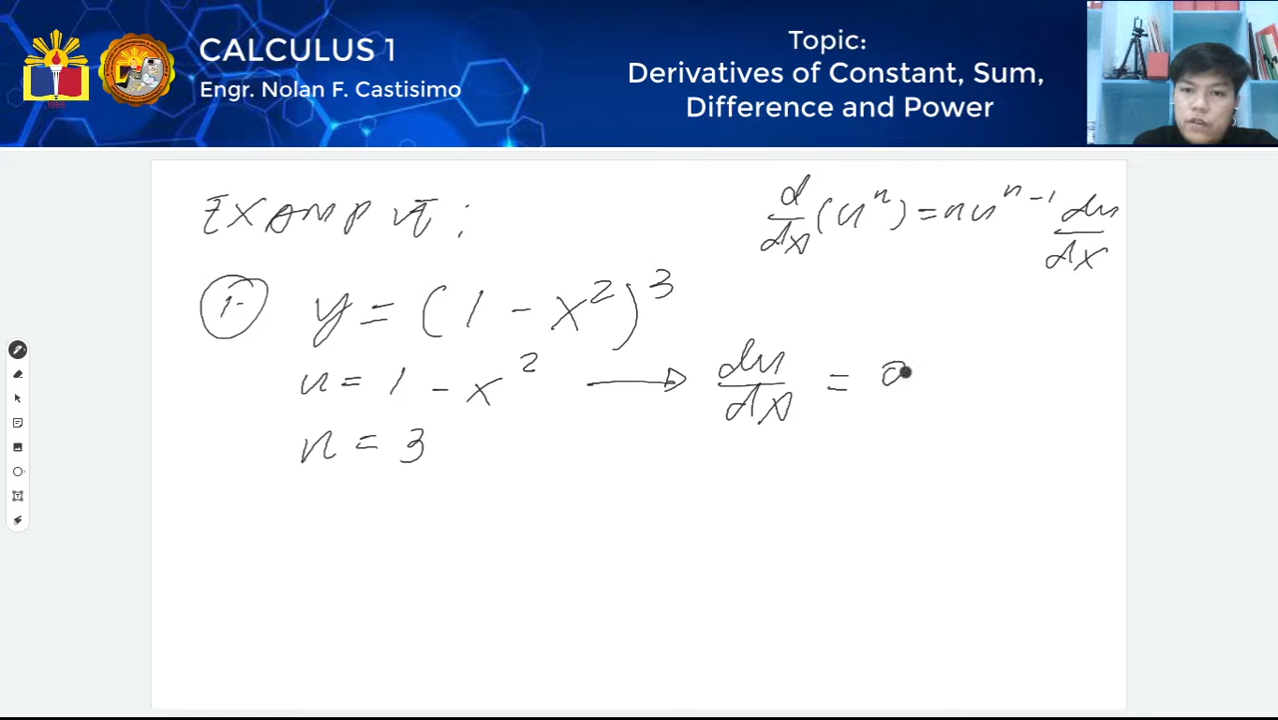 CALCULUS 1
Engr. Nolan F. Castisimo
Topic:
Derivatives of Constant, Sum,
Difference and Power
EXAMPLE:
d/dx (u^n) = nu^(n-1) du/dx
1. y = (1 - x^2)^3
u = 1 - x^2 → du/dx = 0
n = 3